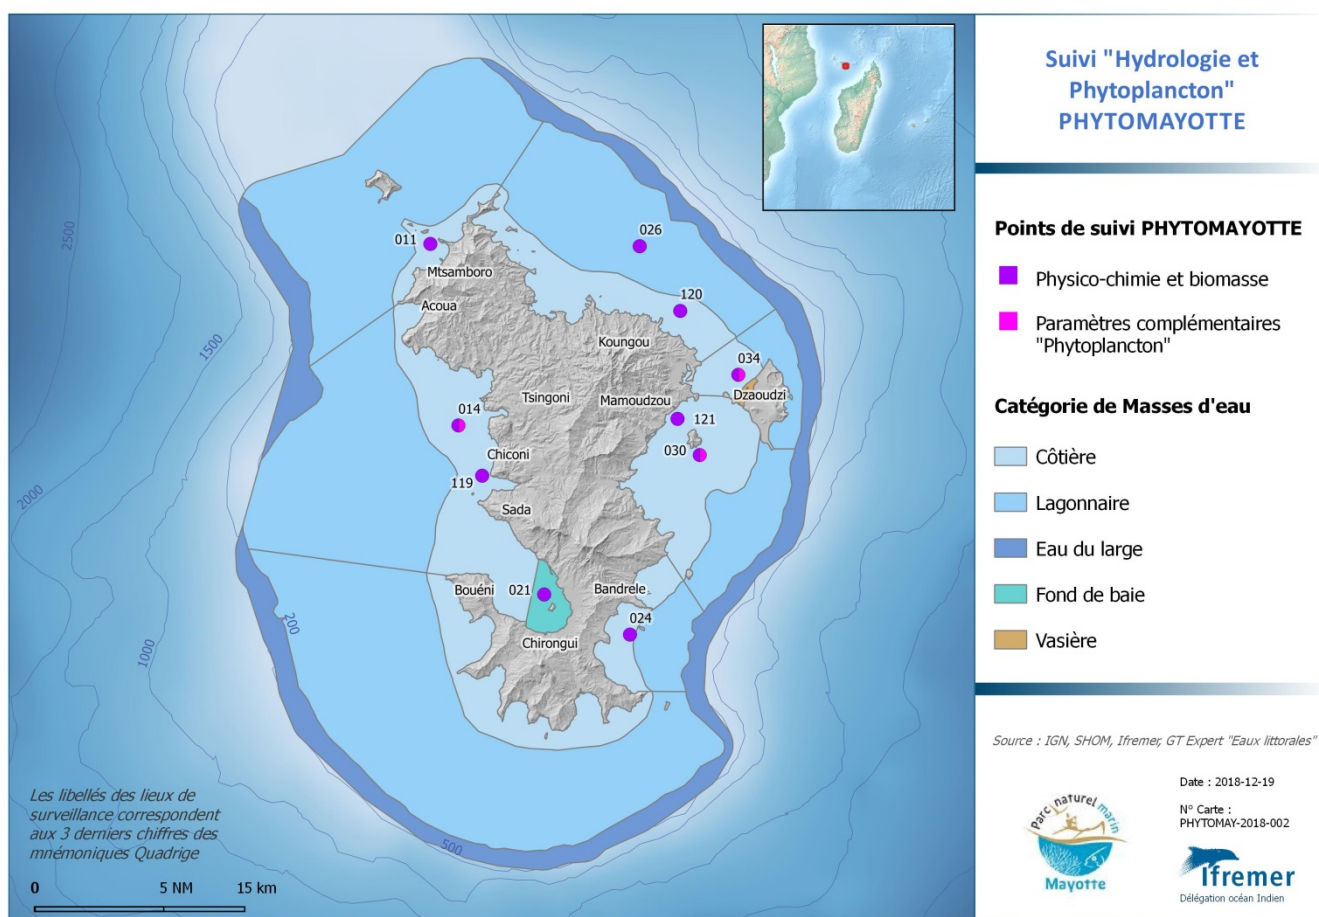 Suivi "Hydrologie et
Phytoplancton"
PHYTOMAYOTTE
Points de suivi PHYTOMAYOTTE
Physico-chimie et biomasse
Paramètres complémentaires
"Phytoplancton"
Catégorie de Masses d'eau
Côtière
Lagonnaire
Eau du large
Fond de baie
Vasière
Source : IGN, SHOM, Ifremer, GT Expert "Eaux littorales"
Date : 2018-12-19
N° Carte :
PHYTOMAY-2018-002
Parc naturel marin
Mayotte
Ifremer
Délégation océan Indien
2500
1500
2000
1000
200
500
011
026
Mtsamboro
Acoua
120
Koungou
034
Dzaoudzi
Tsingoni
Mamoudzou
014
121
030
Chiconi
119
Sada
Bouéni
021
Bandrele
024
Chirongui
Les libellés des lieux de
surveillance correspondent
aux 3 derniers chiffres des
mnémoniques Quadrige
0 5 NM 15 km